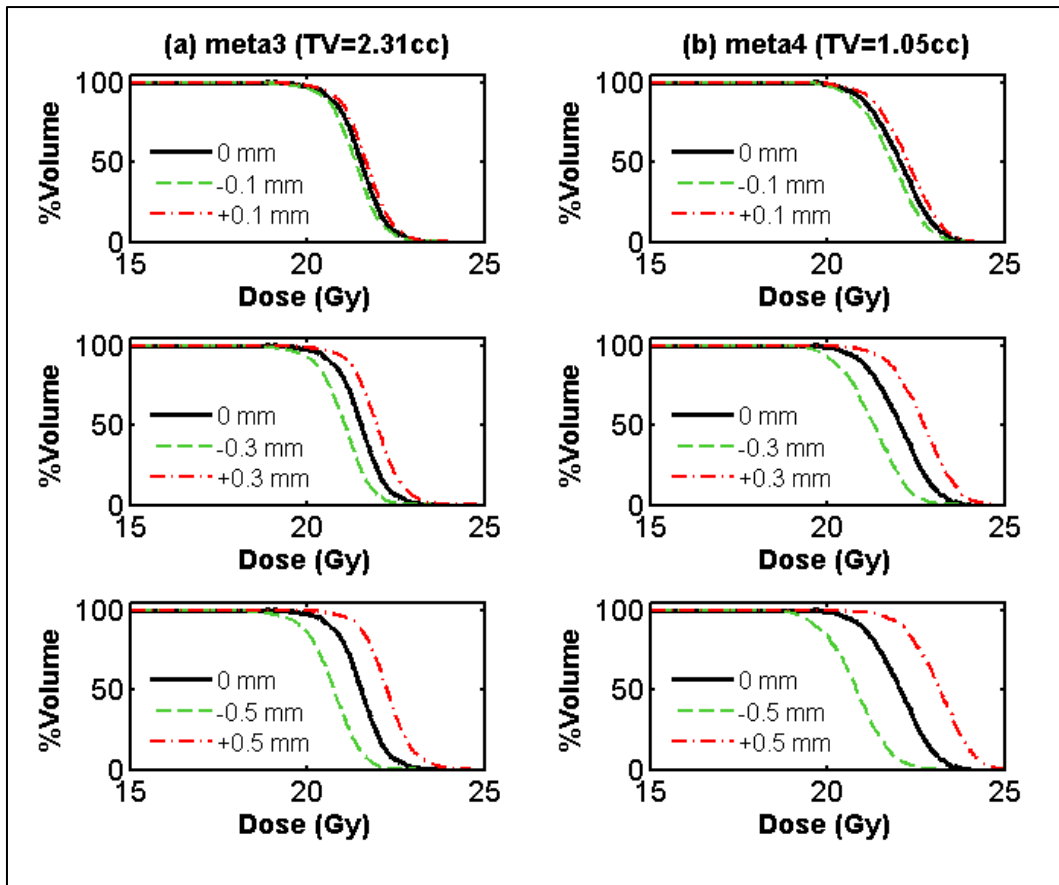 (a) meta3 (TV=2.31cc)
100
50
0
%Volume
0 mm
-0.1 mm
+0.1 mm
15 20 25
Dose (Gy)
(b) meta4 (TV=1.05cc)
100
50
0
%Volume
0 mm
-0.1 mm
+0.1 mm
15 20 25
Dose (Gy)
100
50
0
%Volume
0 mm
-0.3 mm
+0.3 mm
15 20 25
Dose (Gy)
100
50
0
%Volume
0 mm
-0.3 mm
+0.3 mm
15 20 25
Dose (Gy)
100
50
0
%Volume
0 mm
-0.5 mm
+0.5 mm
15 20 25
Dose (Gy)
100
50
0
%Volume
0 mm
-0.5 mm
+0.5 mm
15 20 25
Dose (Gy)